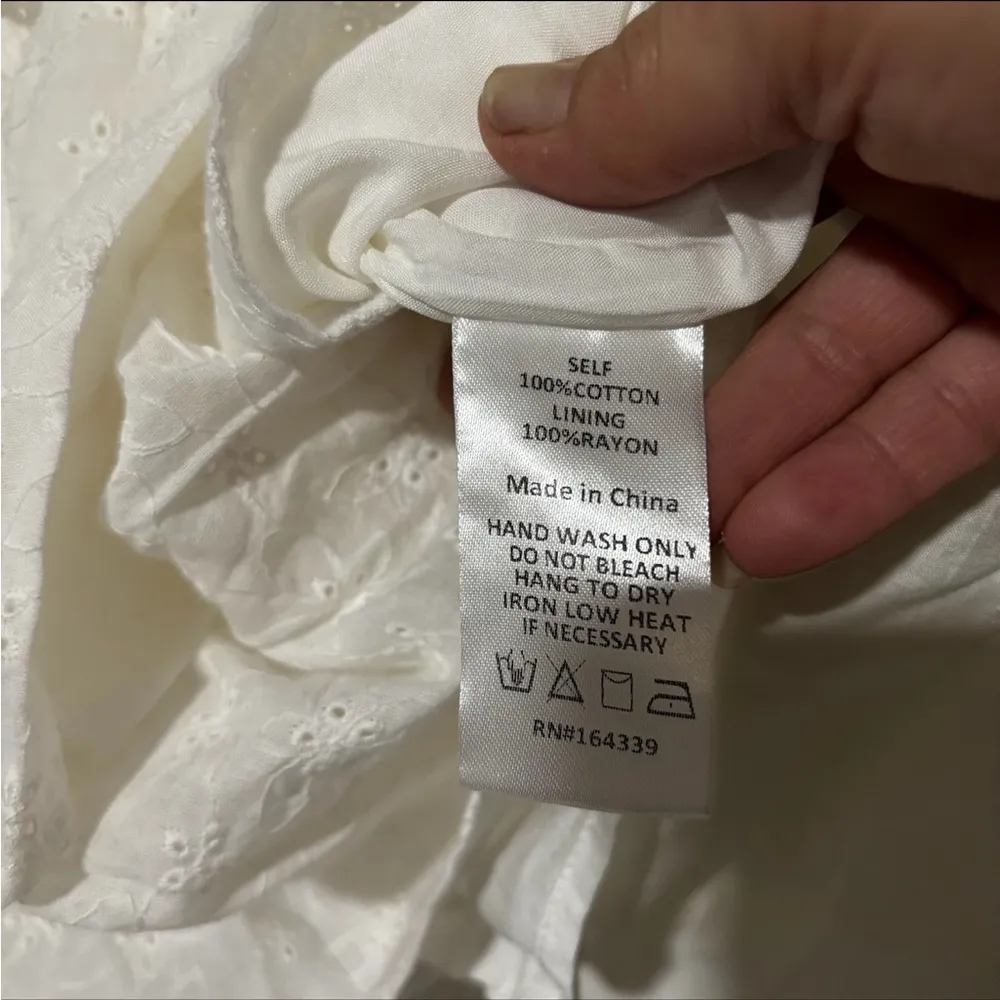 SELF
100%COTTON
LINING
100%RAYON
Made in China
HAND WASH ONLY
DO NOT BLEACH
HANG TO DRY
IRON LOW HEAT
IF NECESSARY
RN#164339